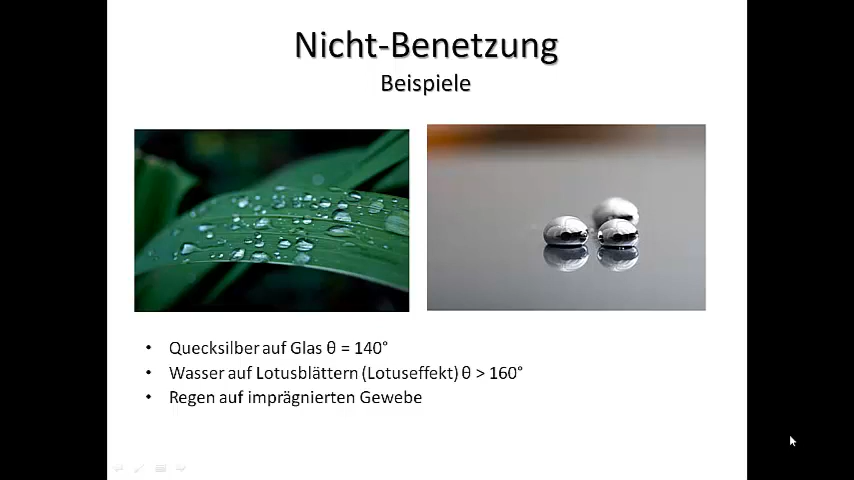 Nicht-Benetzung
Beispiele
• Quecksilber auf Glas θ = 140°
• Wasser auf Lotusblättern (Lotuseffekt) θ > 160°
• Regen auf imprägnierten Gewebe